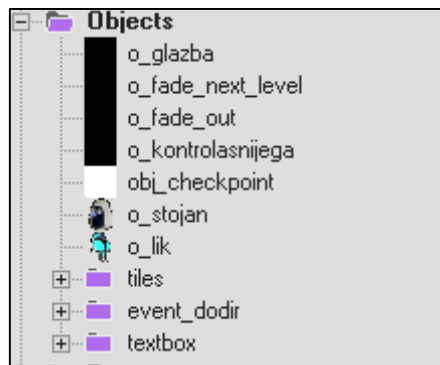 Objects
o_glazba
o_fade_next_level
o_fade_out
o_kontrolasnijega
obj_checkpoint
o_stojan
o_lik
tiles
event_dodir
textbox